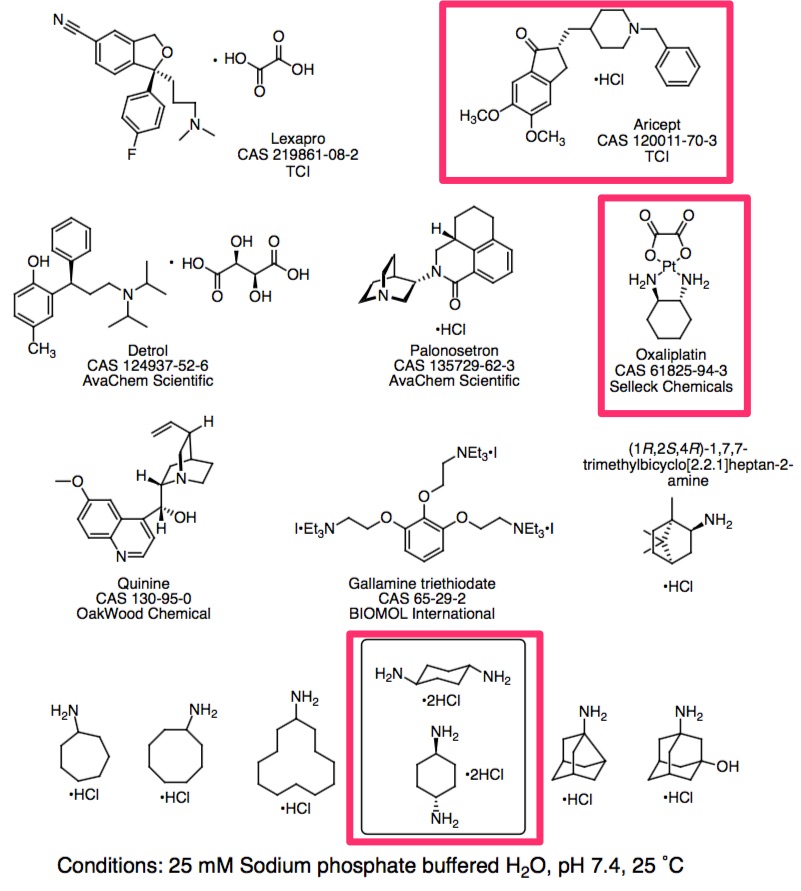 N
O
F
N
• HO
O
OH
O
Lexapro
CAS 219861-08-2
TCI
O
N
•HCl
H₃CO
OCH₃
Aricept
CAS 120011-70-3
TCI
OH
N
CH₃
• HO
O
OH
OH
O
OH
Detrol
CAS 124937-52-6
AvaChem Scientific
H
N
N
O
•HCl
Palonosetron
CAS 135729-62-3
AvaChem Scientific
O O
O O
Pt
H₂N NH₂
Oxaliplatin
CAS 61825-94-3
Selleck Chemicals
H
H N
O
OH
H
N
Quinine
CAS 130-95-0
OakWood Chemical
NEt₃•I
O
I•Et₃N O O NEt₃•I
Gallamine triethiodate
CAS 65-29-2
BIOMOL International
(1R,2S,4R)-1,7,7-
trimethylbicyclo[2.2.1]heptan-2-
amine
NH₂
•HCl
H₂N
•HCl
NH₂
•HCl
NH₂
•HCl
H₂N NH₂
•2HCl
NH₂
•2HCl
NH₂
NH₂
•HCl
NH₂
OH
•HCl
Conditions: 25 mM Sodium phosphate buffered H₂O, pH 7.4, 25 ˚C